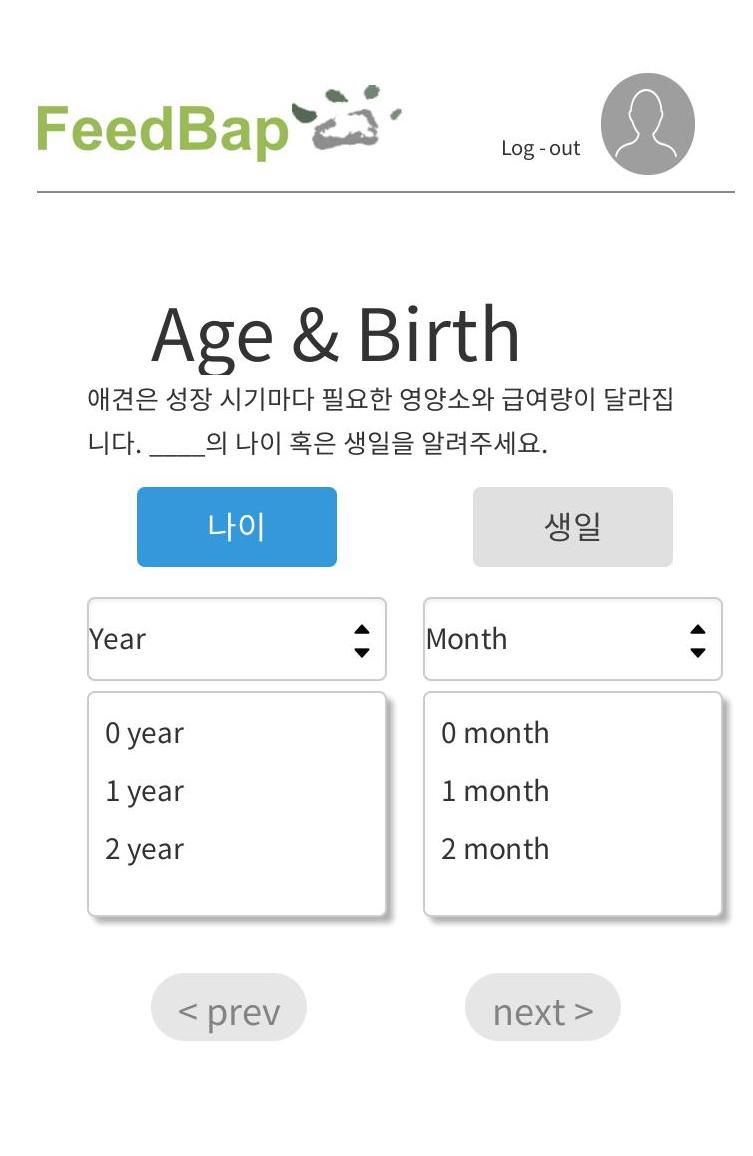 FeedBap
Log - out
Age & Birth
애견은 성장 시기마다 필요한 영양소와 급여량이 달라집
니다. ____의 나이 혹은 생일을 알려주세요.
나이 생일
Year Month
0 year 0 month
1 year 1 month
2 year 2 month
< prev next >